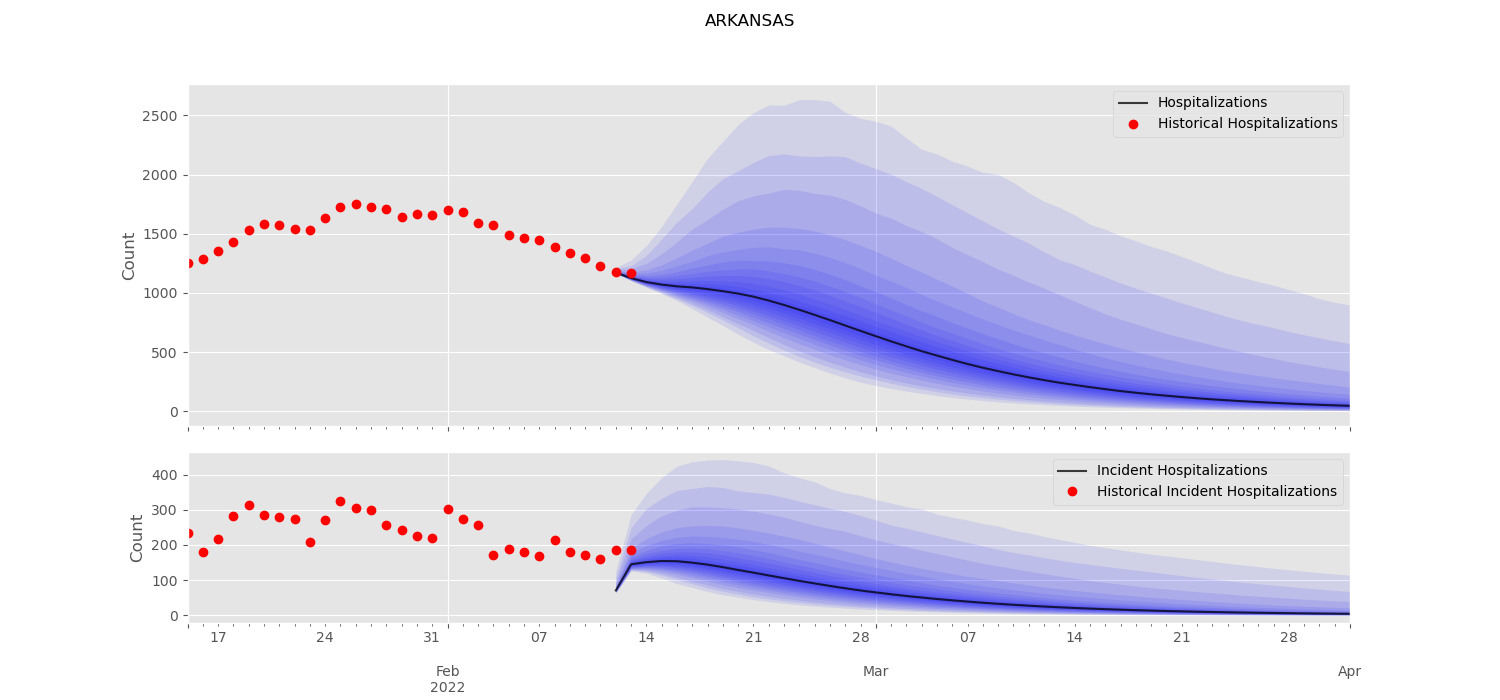 ARKANSAS
Hospitalizations
Historical Hospitalizations
2500
2000
1500
1000
500
0
Count
Incident Hospitalizations
Historical Incident Hospitalizations
400
300
200
100
0
Count
17 24 31 07 14 21 28 07 14 21 28
Feb Mar Apr
2022